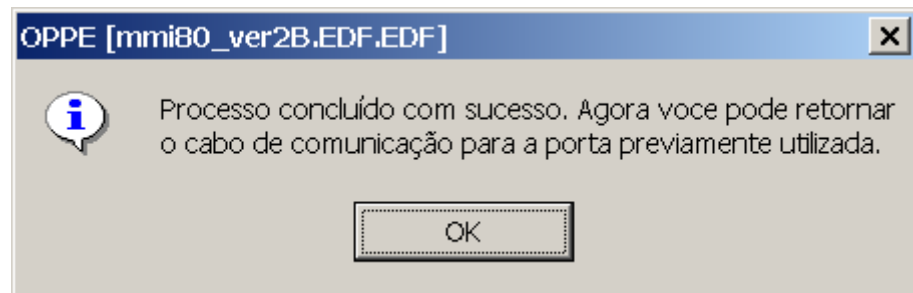 OPPE [mmi80_ver2B.EDF.EDF]
Processo concluído com sucesso. Agora voce pode retornar
o cabo de comunicação para a porta previamente utilizada.
OK